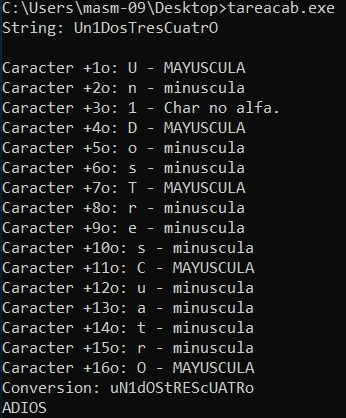 C:\Users\masm-09\Desktop>tareacab.exe
String: Un1DosTresCuatrO
Caracter +1o: U - MAYUSCULA
Caracter +2o: n - minuscula
Caracter +3o: 1 - Char no alfa.
Caracter +4o: D - MAYUSCULA
Caracter +5o: o - minuscula
Caracter +6o: s - minuscula
Caracter +7o: T - MAYUSCULA
Caracter +8o: r - minuscula
Caracter +9o: e - minuscula
Caracter +10o: s - minuscula
Caracter +11o: C - MAYUSCULA
Caracter +12o: u - minuscula
Caracter +13o: a - minuscula
Caracter +14o: t - minuscula
Caracter +15o: r - minuscula
Caracter +16o: O - MAYUSCULA
Conversion: uN1dOStREScUATRo
ADIOS